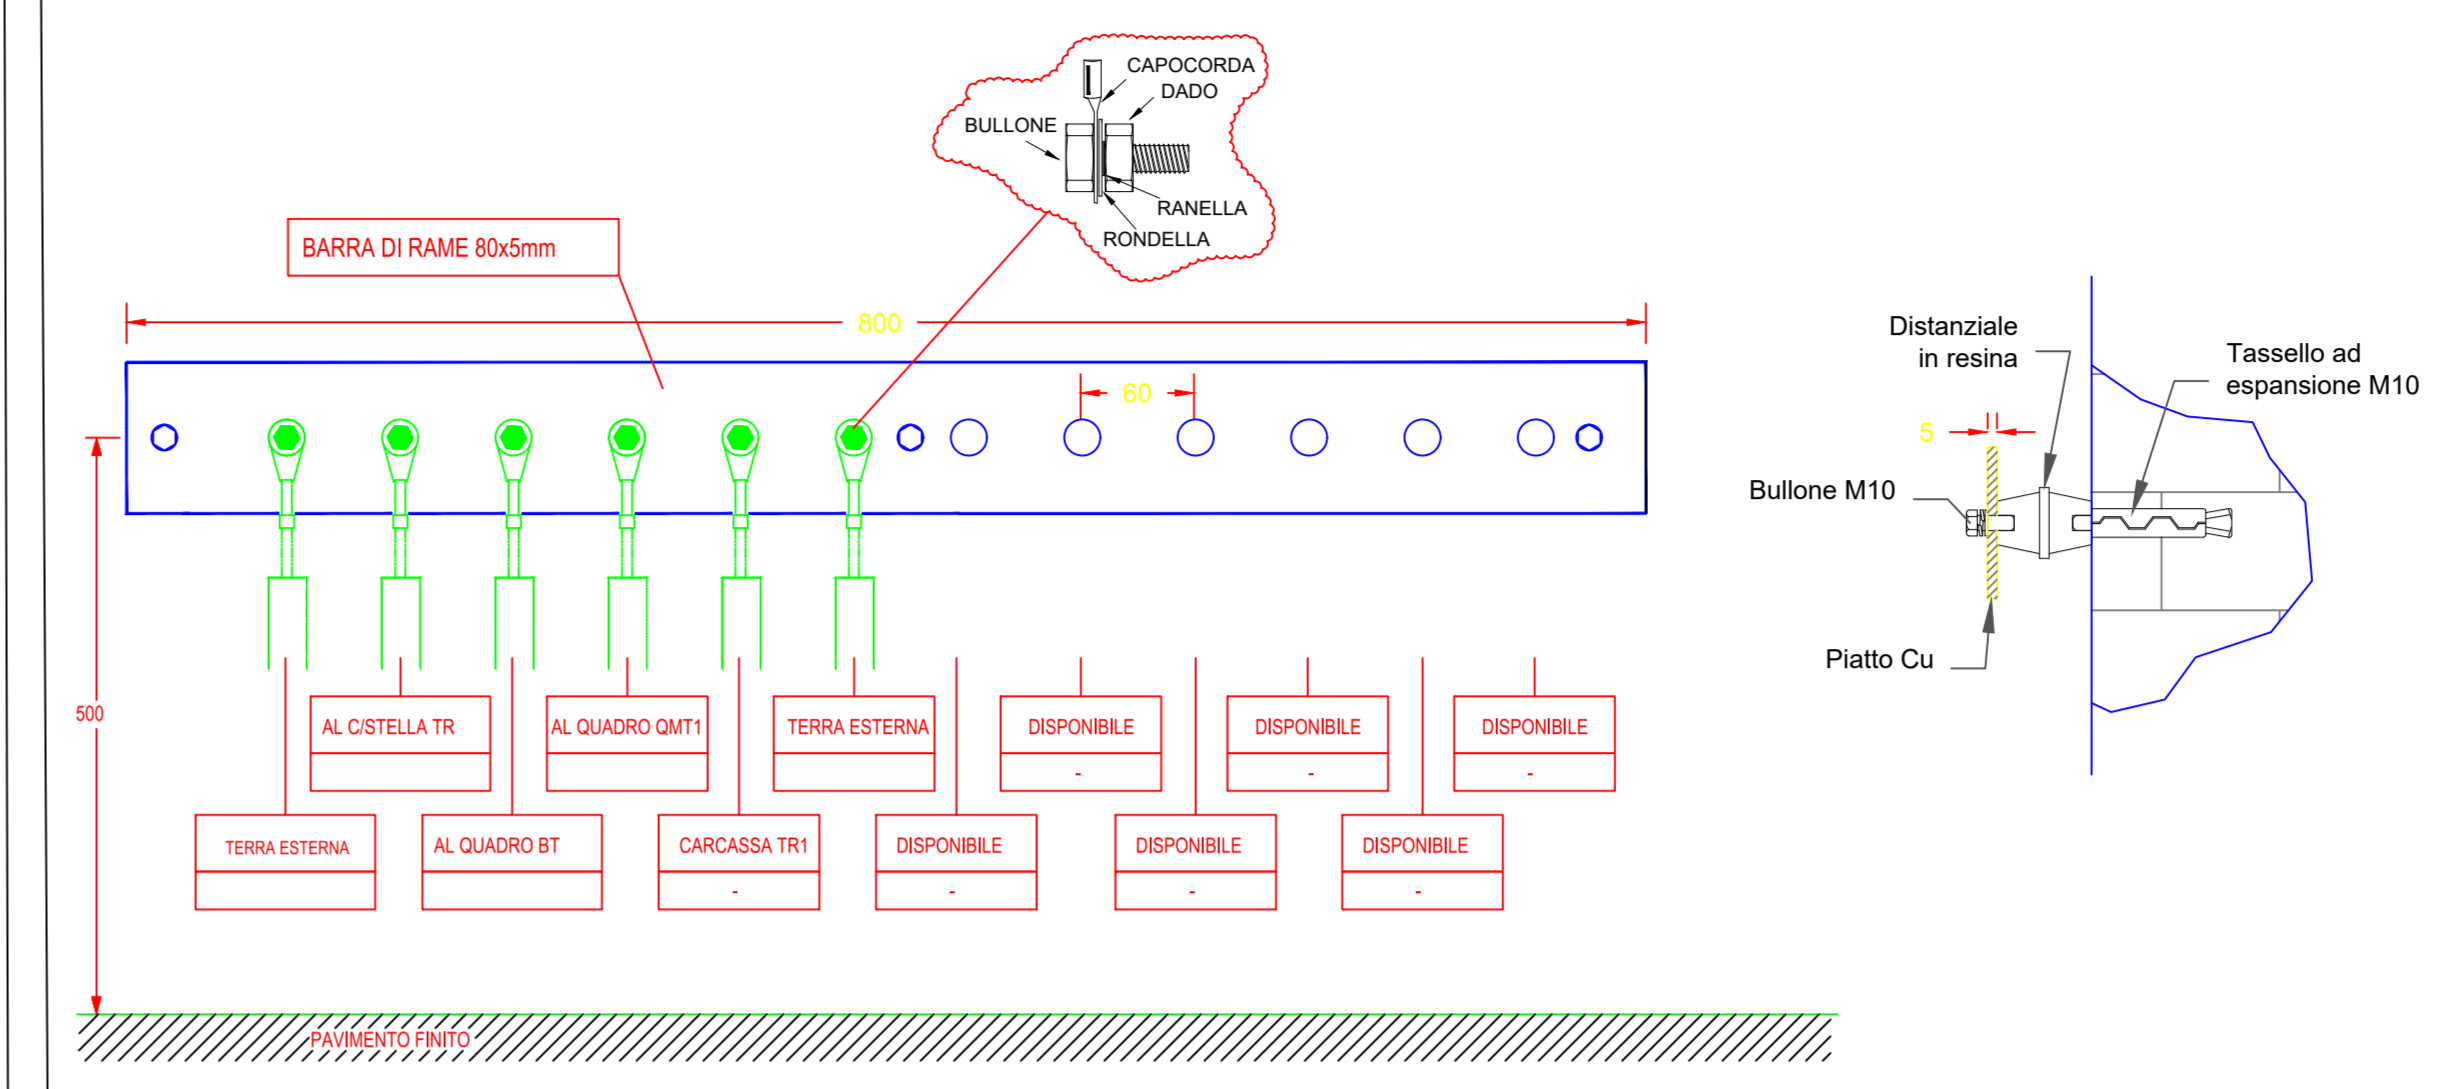 CAPOCORDA
DADO
BULLONE
RANELLA
RONDELLA
BARRA DI RAME 80x5mm
800
60
500
AL C/STELLA TR
AL QUADRO QMT1
TERRA ESTERNA
DISPONIBILE
-
DISPONIBILE
-
DISPONIBILE
-
TERRA ESTERNA
AL QUADRO BT
CARCASSA TR1
-
DISPONIBILE
-
DISPONIBILE
-
DISPONIBILE
-
PAVIMENTO FINITO
Distanziale
in resina
Tassello ad
espansione M10
5
Bullone M10
Piatto Cu